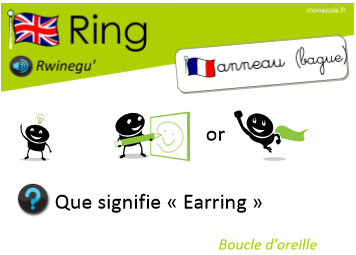 monecole.fr
Ring
Rwinegu'
anneau (bague)
or
Que signifie « Earring »
Boucle d'oreille